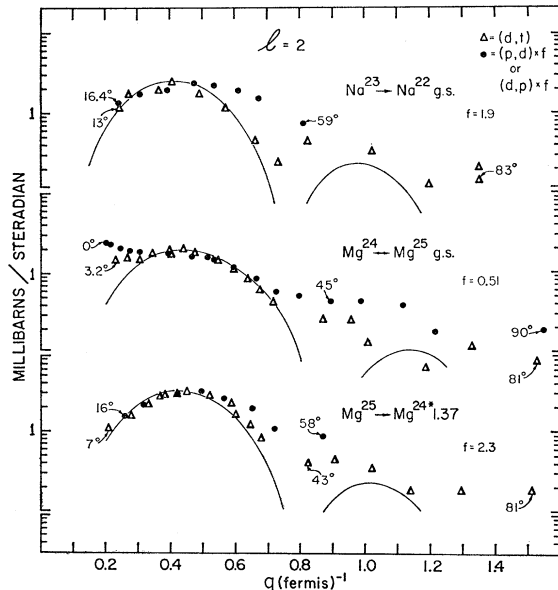 ℓ = 2
Δ = (d,t)
● = (p,d)×f
or
(d,p)×f
16.4°
13°
Na²³ → Na²² g.s.
f = 1.9
59°
83°
1
0°
3.2°
Mg²⁴ → Mg²⁵ g.s.
f = 0.51
45°
90°
81°
1
16°
7°
Mg²⁵ → Mg²⁴* 1.37
f = 2.3
58°
43°
81°
1
MILLIBARNS / STERADIAN
0.0 0.2 0.4 0.6 0.8 1.0 1.2 1.4
q (fermis)⁻¹